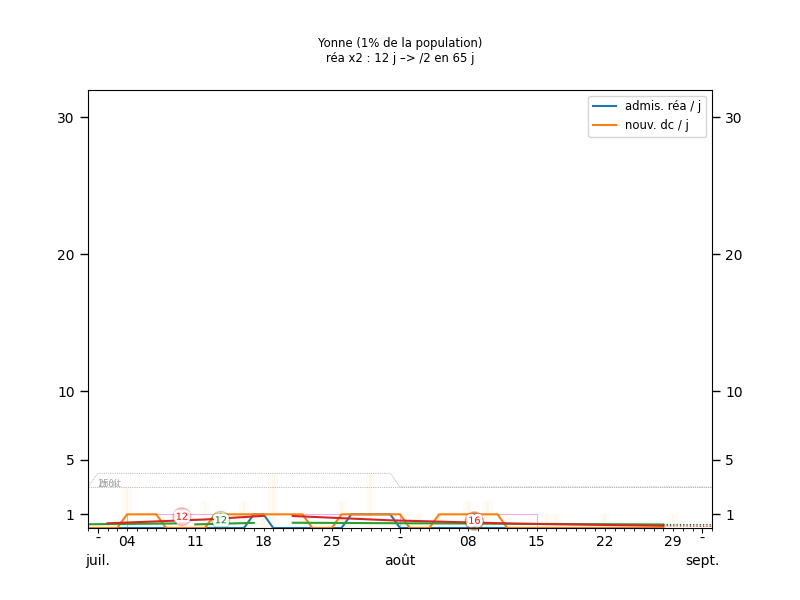 Yonne (1% de la population)
réa x2 : 12 j –> /2 en 65 j
admis. réa / j
nouv. dc / j
30 30
20 20
10 10
5 5
1 1
12 12 16
- 04 11 18 25 - 08 15 22 29 -
juil. août sept.